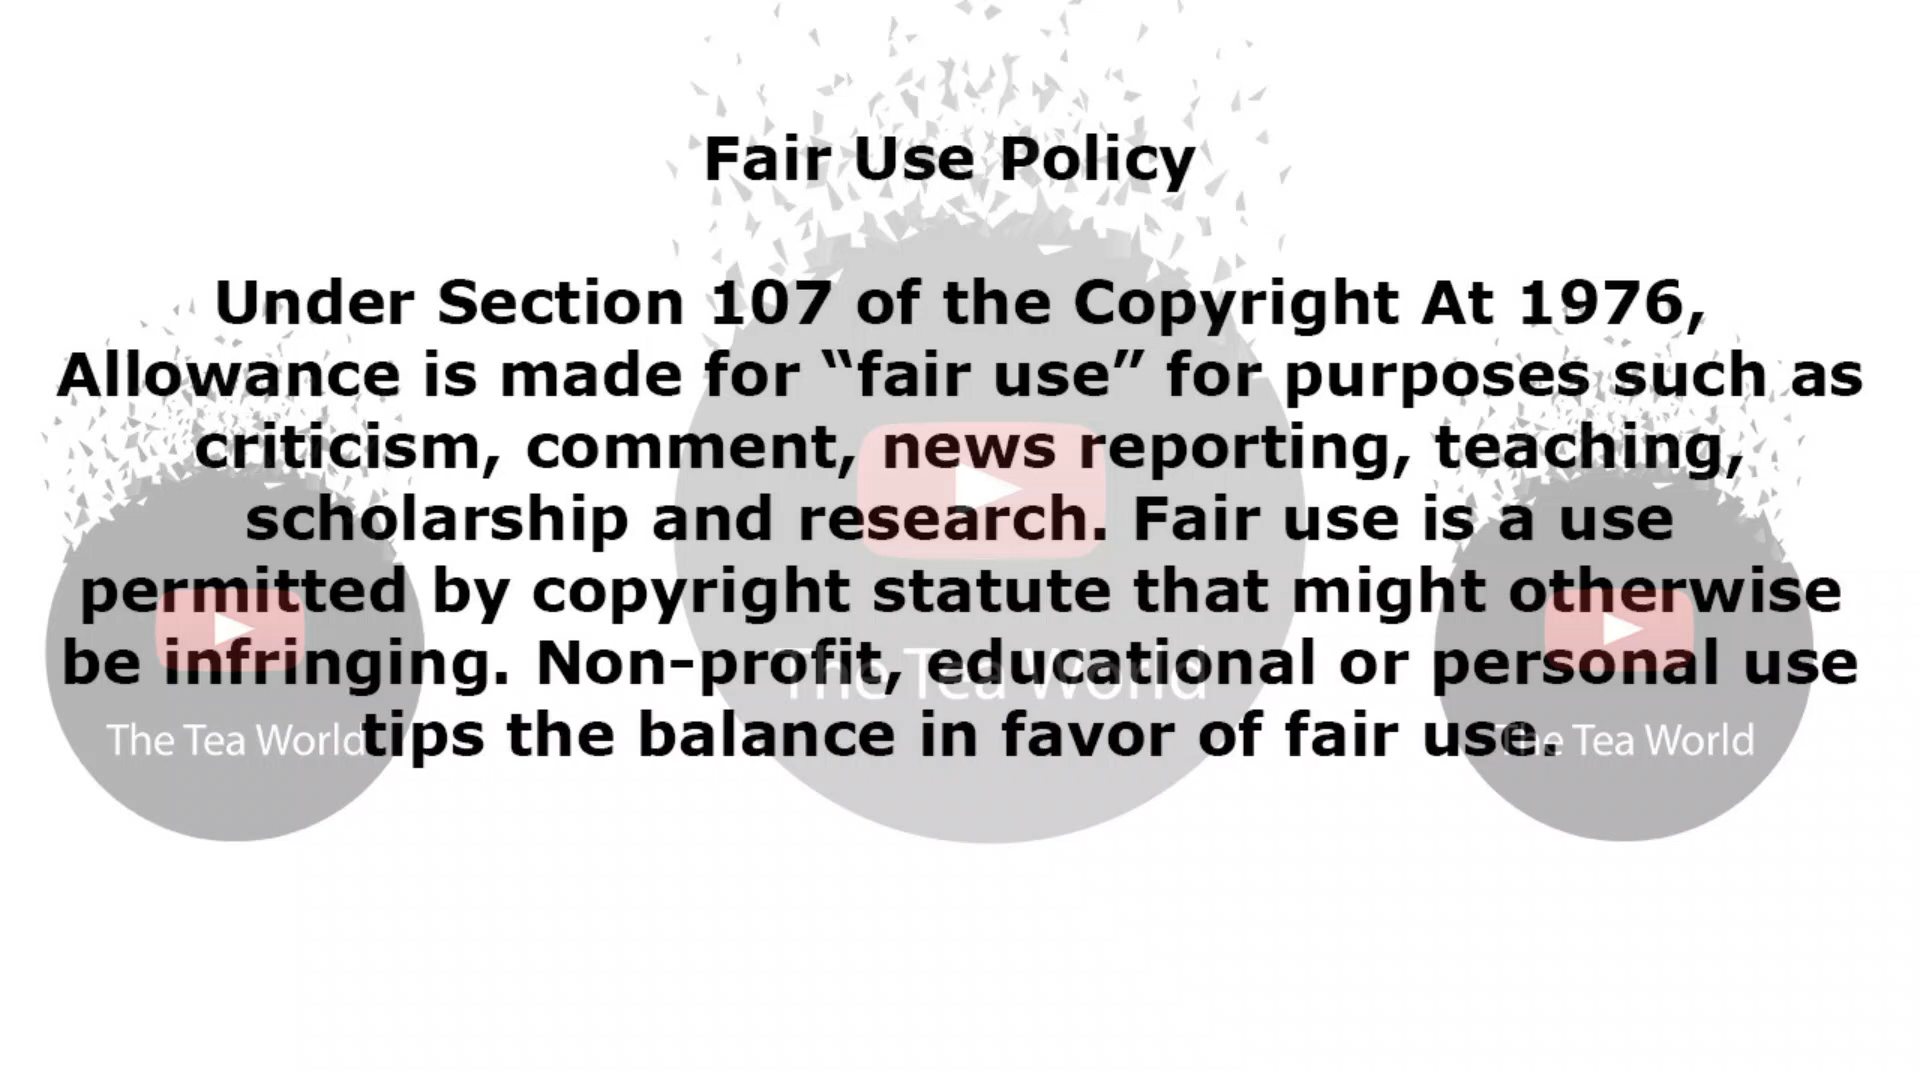 Fair Use Policy
Under Section 107 of the Copyright At 1976,
Allowance is made for “fair use” for purposes such as
criticism, comment, news reporting, teaching,
scholarship and research. Fair use is a use
permitted by copyright statute that might otherwise
be infringing. Non-profit, educational or personal use
tips the balance in favor of fair use.
The Tea World
The Tea World
The Tea World